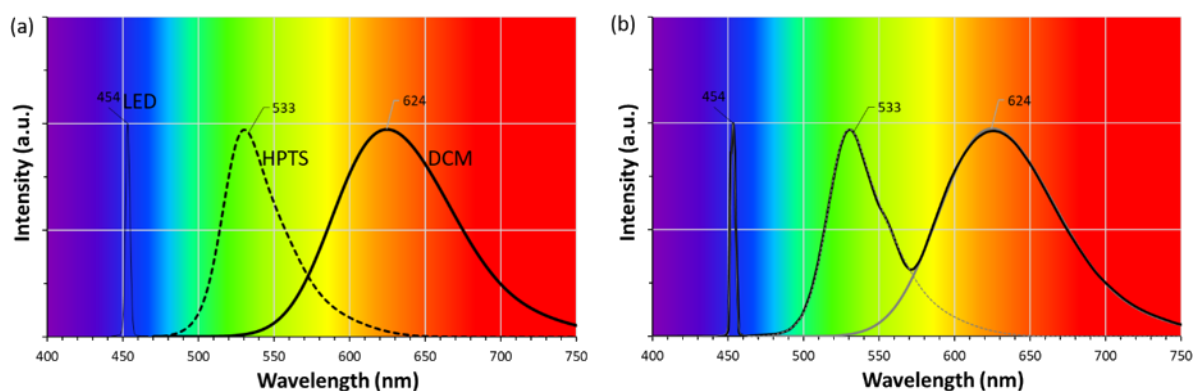 (a)
Intensity (a.u.)
454
LED
533
HPTS
624
DCM
400 450 500 550 600 650 700 750
Wavelength (nm)
(b)
Intensity (a.u.)
454
533
624
400 450 500 550 600 650 700 750
Wavelength (nm)